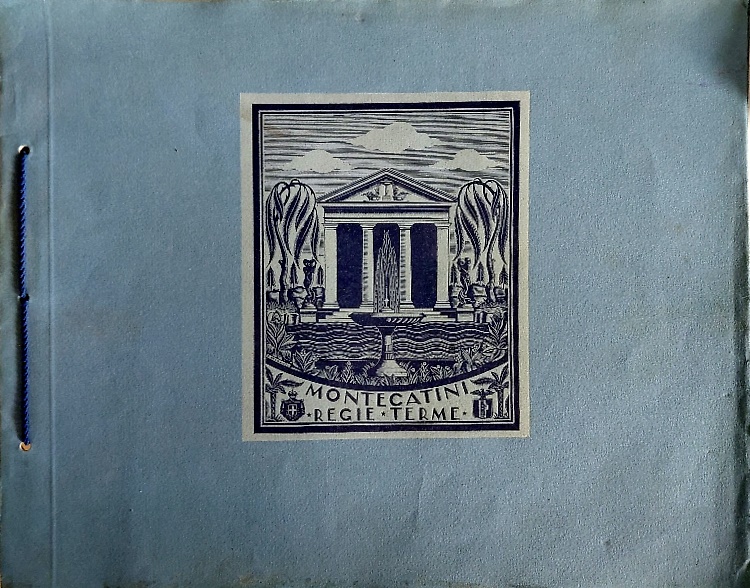 MONTECATINI
• REGIE • TERME •